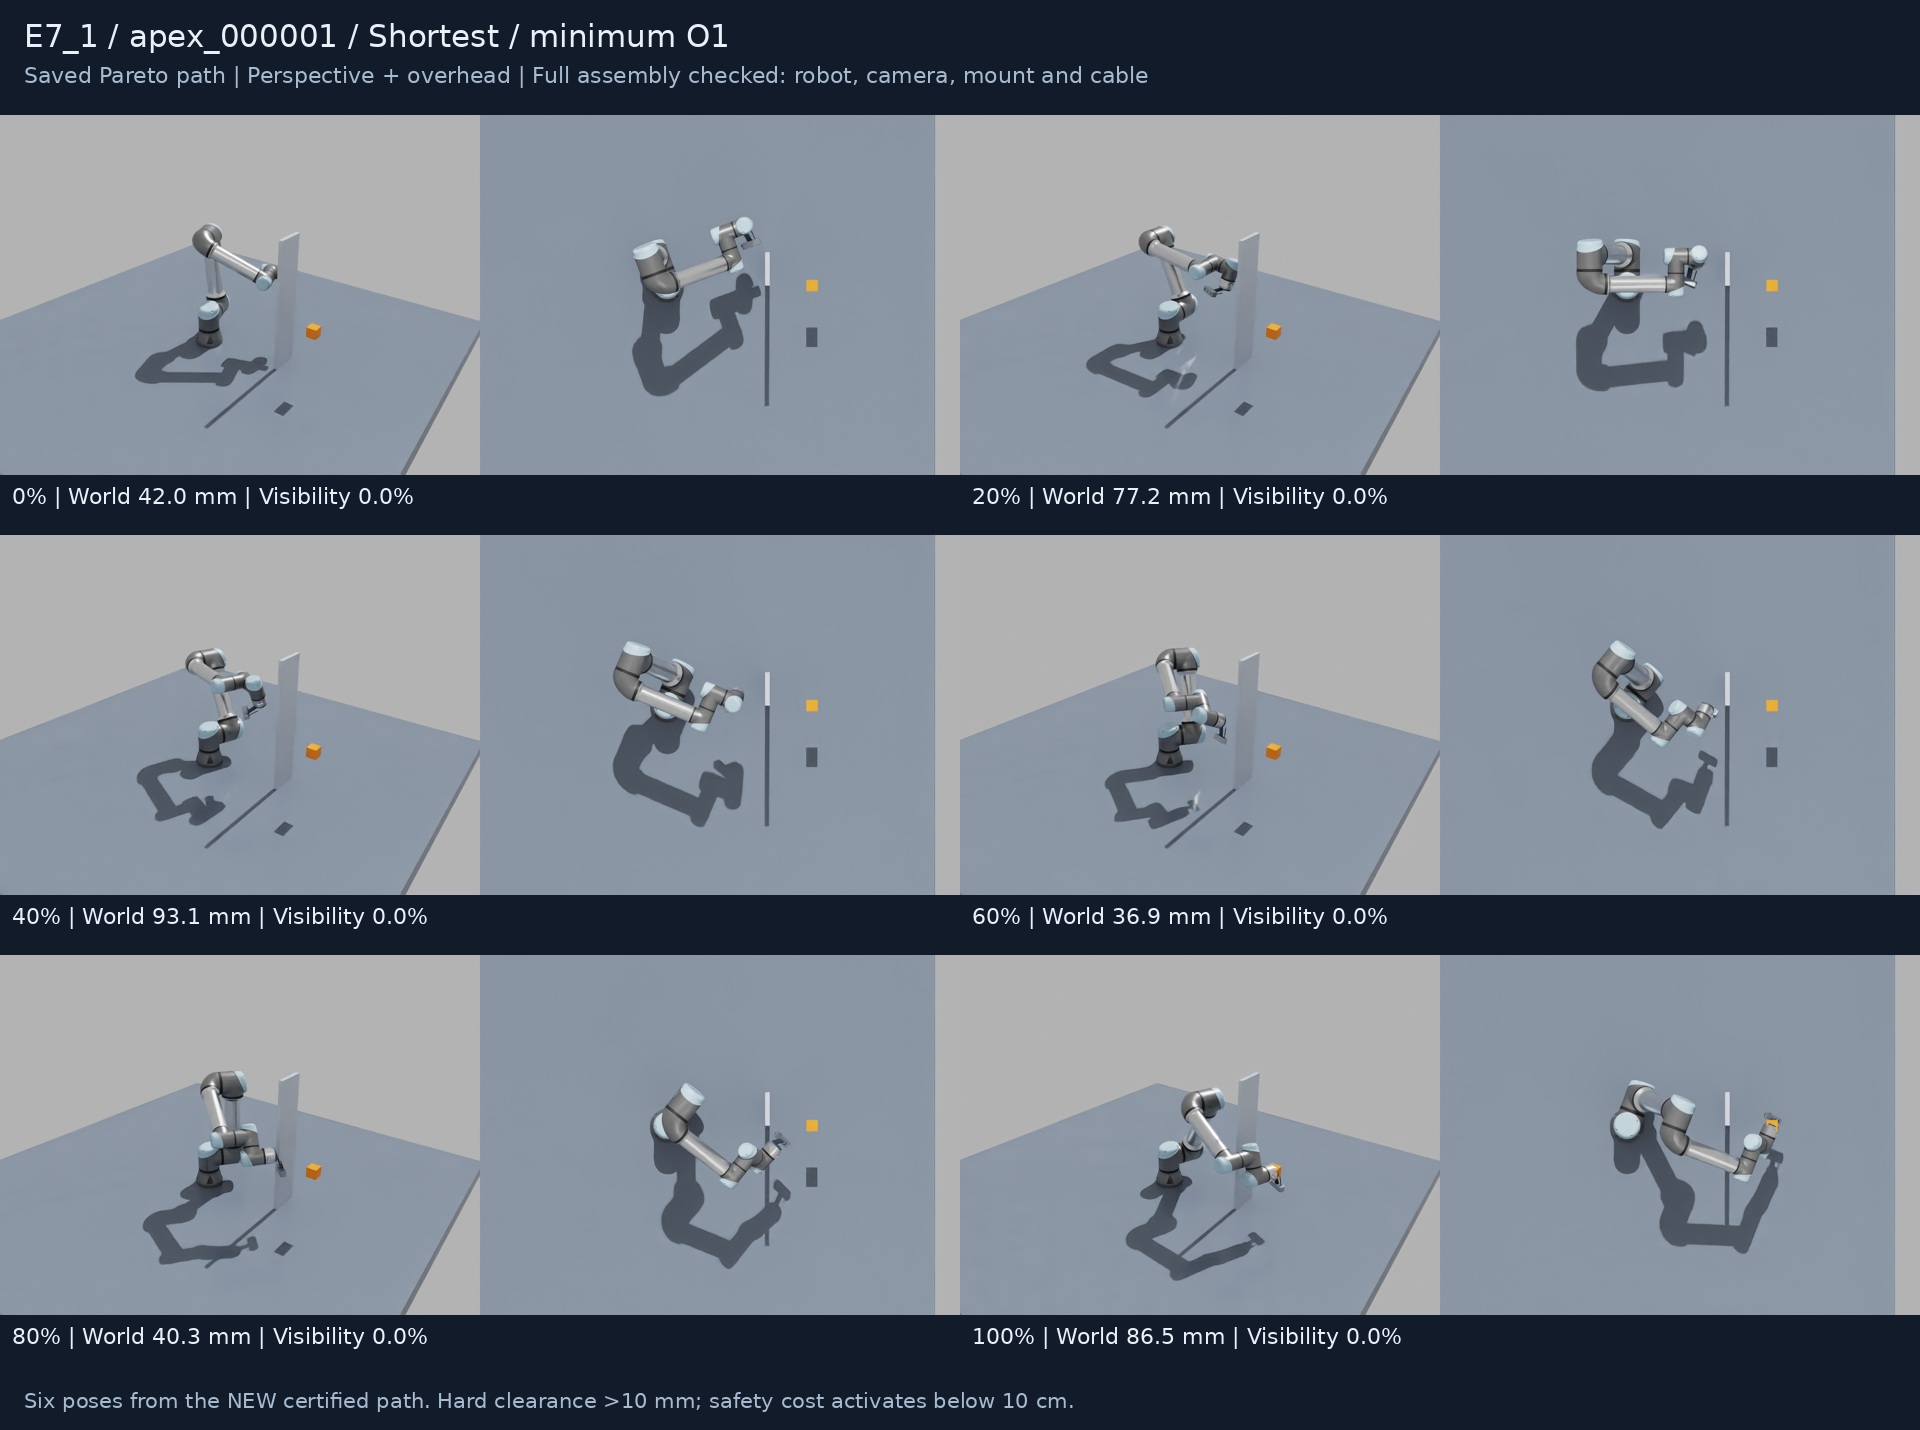 E7_1 / apex_000001 / Shortest / minimum O1
Saved Pareto path | Perspective + overhead | Full assembly checked: robot, camera, mount and cable
0% | World 42.0 mm | Visibility 0.0%
20% | World 77.2 mm | Visibility 0.0%
40% | World 93.1 mm | Visibility 0.0%
60% | World 36.9 mm | Visibility 0.0%
80% | World 40.3 mm | Visibility 0.0%
100% | World 86.5 mm | Visibility 0.0%
Six poses from the NEW certified path. Hard clearance >10 mm; safety cost activates below 10 cm.